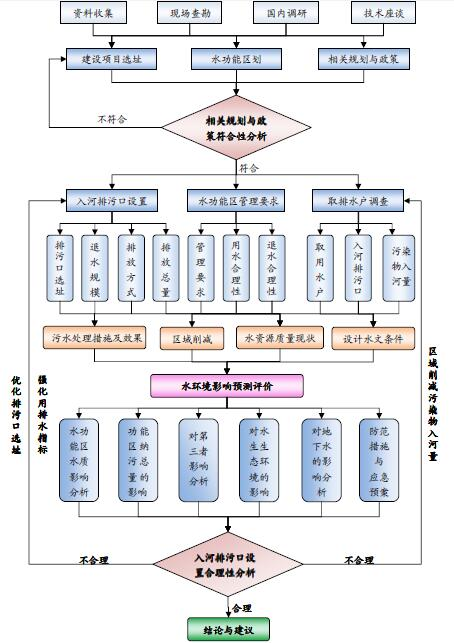 资料收集
现场查勘
国内调研
技术座谈
建设项目选址
水功能区划
相关规划与政策
不符合
相关规划与政
策符合性分析
符合
入河排污口设置
水功能区管理要求
取排水户调查
排污口选址
退水规模
排放方式
排放总量
管理要求
用水合理性
退水合理性
取用水户
入河排污口
污染物入河量
污水处理措施及效果
区域削减
水资源质量现状
设计水文条件
水环境影响预测评价
优化排污口选址
强化用排水指标
区域削减污染物入河量
水功能区水质影响分析
功能区纳污总量的影响
对第三者影响分析
对水生生态环境的影响
对地下水的影响分析
防范措施与应急预案
不合理
入河排污口设
置合理性分析
不合理
合理
结论与建议